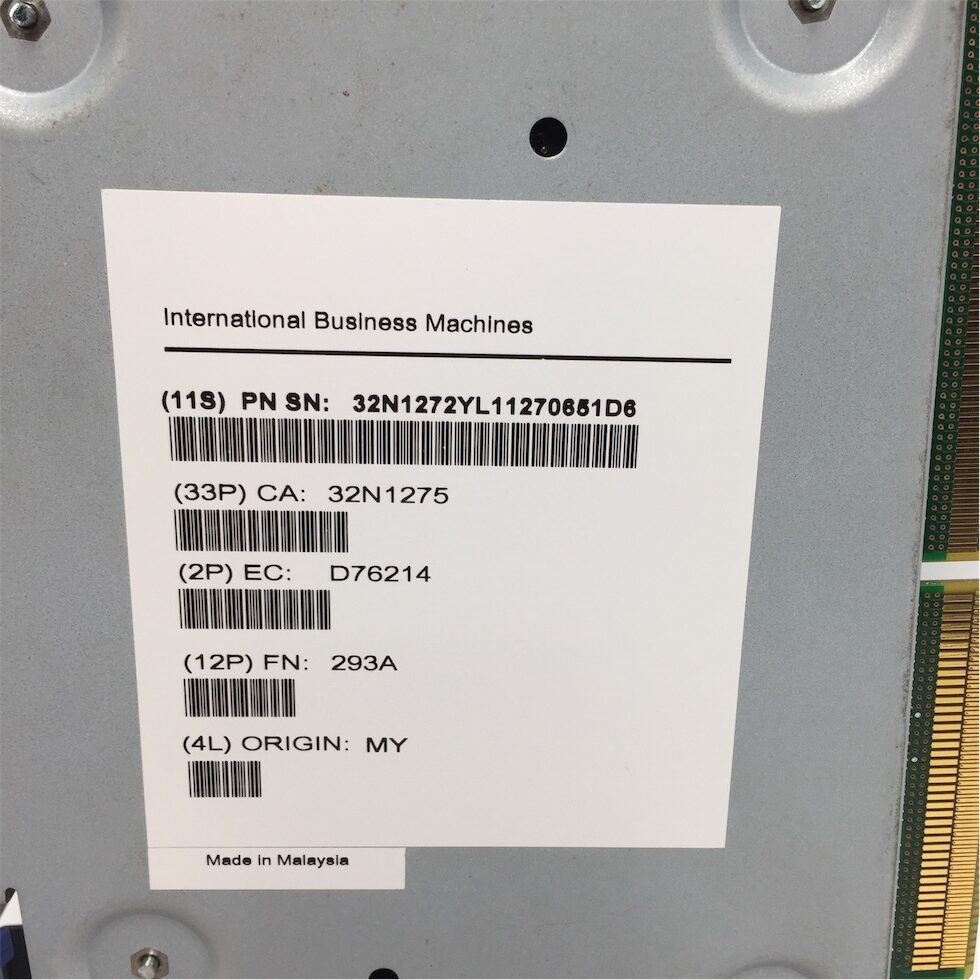 International Business Machines
(11S) PN SN: 32N1272YL11270651D6
(33P) CA: 32N1275
(2P) EC: D76214
(12P) FN: 293A
(4L) ORIGIN: MY
Made in Malaysia